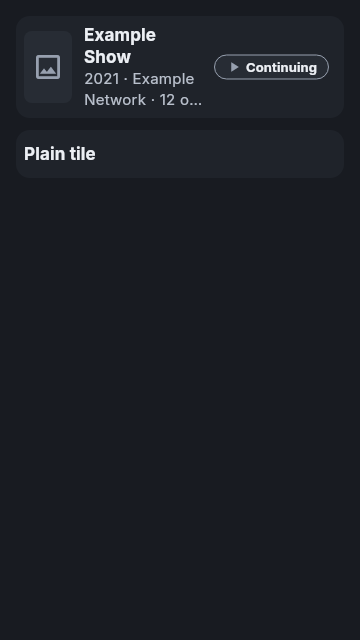 Example
Show
2021 · Example
Network · 12 o...
Continuing
Plain tile